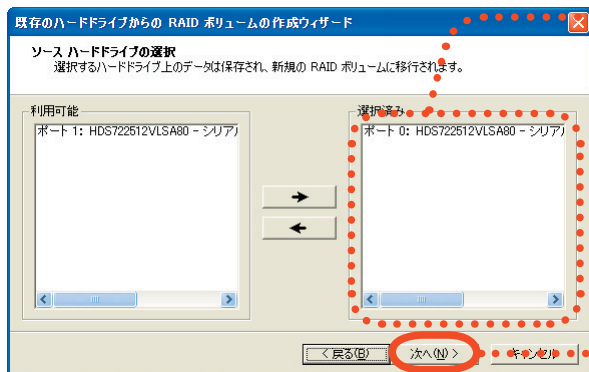 既存のハードドライブからの RAID ボリュームの作成ウィザード
ソース ハードドライブの選択
選択するハードドライブ上のデータは保存され、新規の RAID ボリュームに移行されます。
利用可能
ポート 1: HDS722512VLSA80 - シリアル
選択済み
ポート 0: HDS722512VLSA80 - シリアル
< 戻る(B)
次へ(N) >
キャンセル